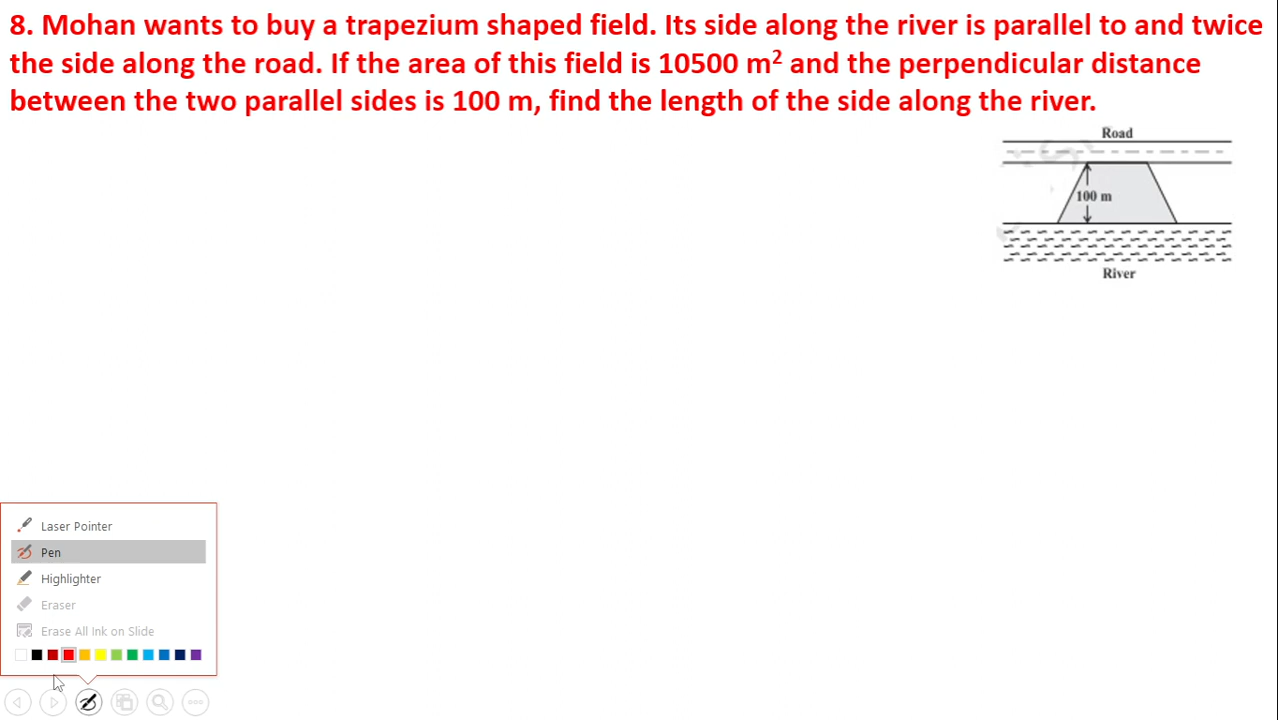 8. Mohan wants to buy a trapezium shaped field. Its side along the river is parallel to and twice
the side along the road. If the area of this field is 10500 m² and the perpendicular distance
between the two parallel sides is 100 m, find the length of the side along the river.
Road
100 m
River
Laser Pointer
Pen
Highlighter
Eraser
Erase All Ink on Slide